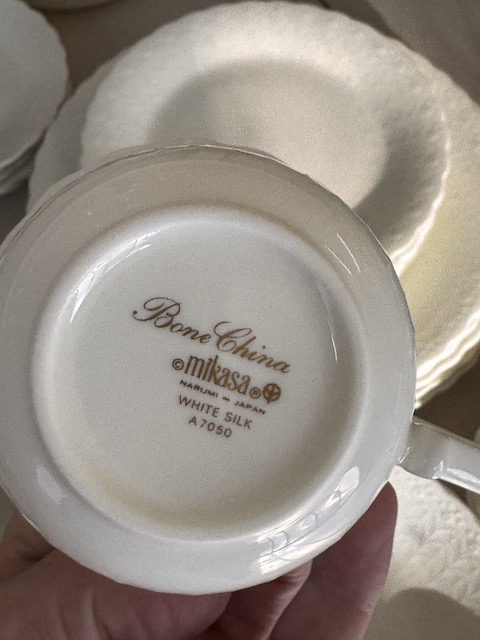 Bone China
©mikasa®
NARUMI JAPAN
WHITE SILK
A7050